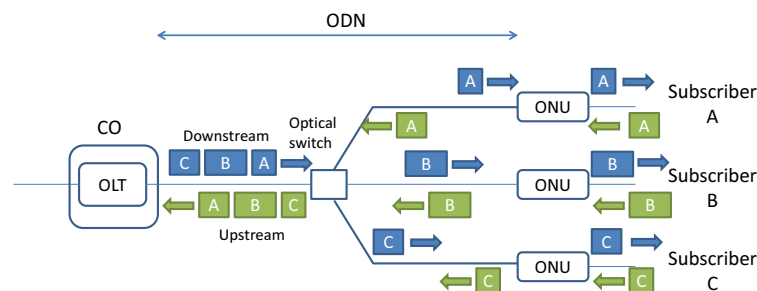 ODN
A
A
Subscriber
A
ONU
CO
Downstream
Optical
switch
A
A
C B A
B
B
Subscriber
B
OLT
ONU
A B C
B
B
Upstream
C
C
Subscriber
C
ONU
C
C